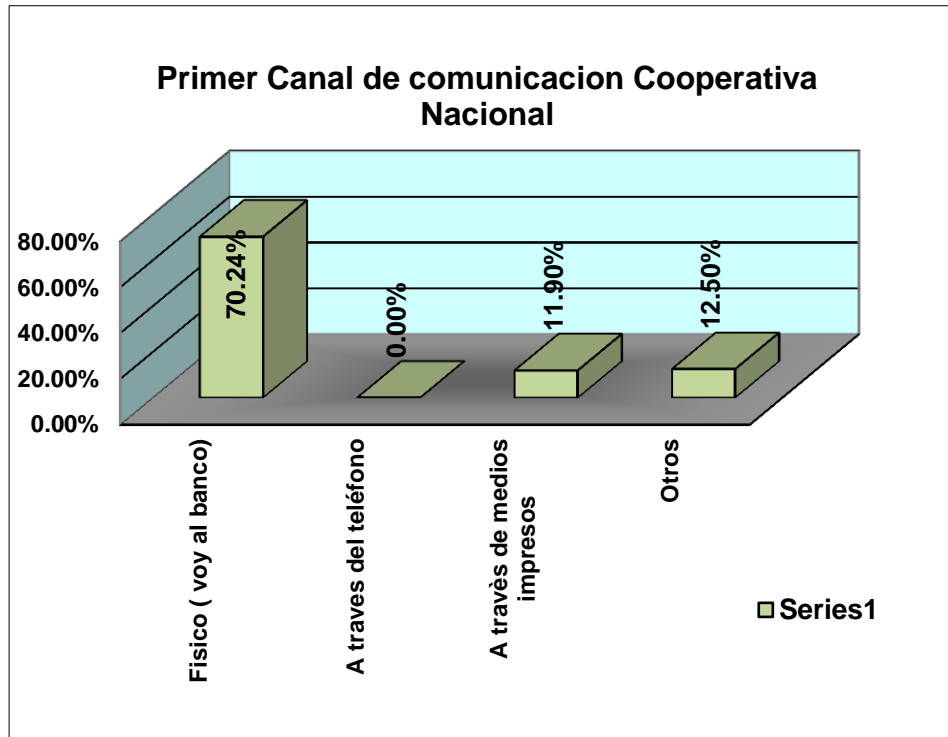 Primer Canal de comunicacion Cooperativa
Nacional
80.00%
60.00%
40.00%
20.00%
0.00%
70.24%
0.00%
11.90%
12.50%
Fisico ( voy al banco)
A traves del teléfono
A travès de medios
impresos
Otros
Series1